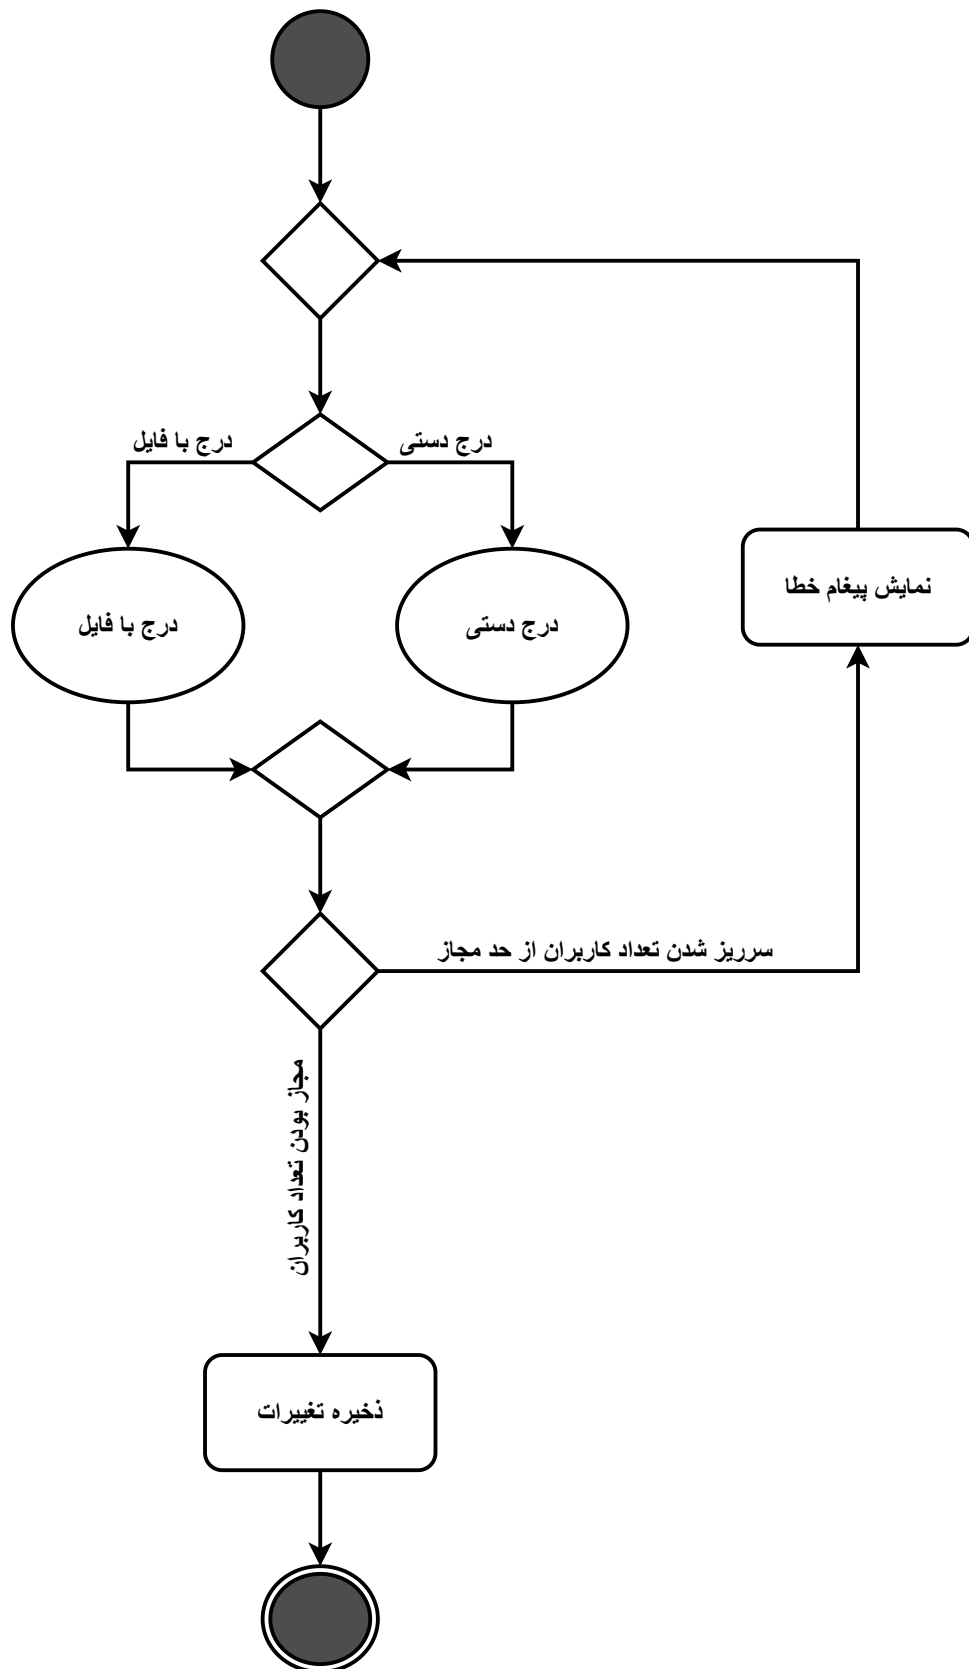 درج با فایل
درج دستی
درج با فایل
درج دستی
نمایش پیغام خطا
سرریز شدن تعداد کاربران از حد مجاز
مجاز بودن تعداد کاربران
ذخیره تغییرات